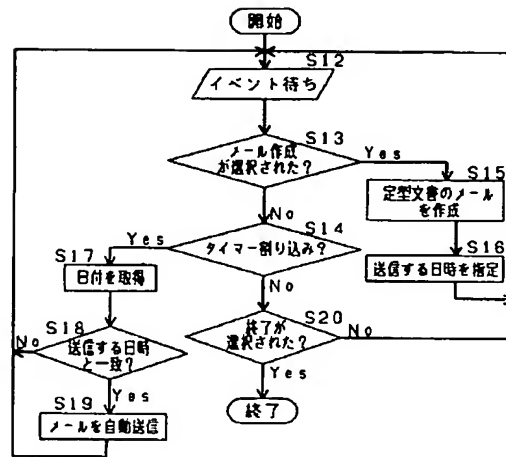 開始
S12
イベント待ち
S13
メール作成
が選択された?
Yes
S15
定型文書のメール
を作成
No
S14
S16
S17
Yes
タイマー割り込み?
送信する日時を指定
日付を取得
No
S18
S20
No
送信する日時
と一致?
終了が
選択された?
No
Yes
Yes
S19
メールを自動送信
終了